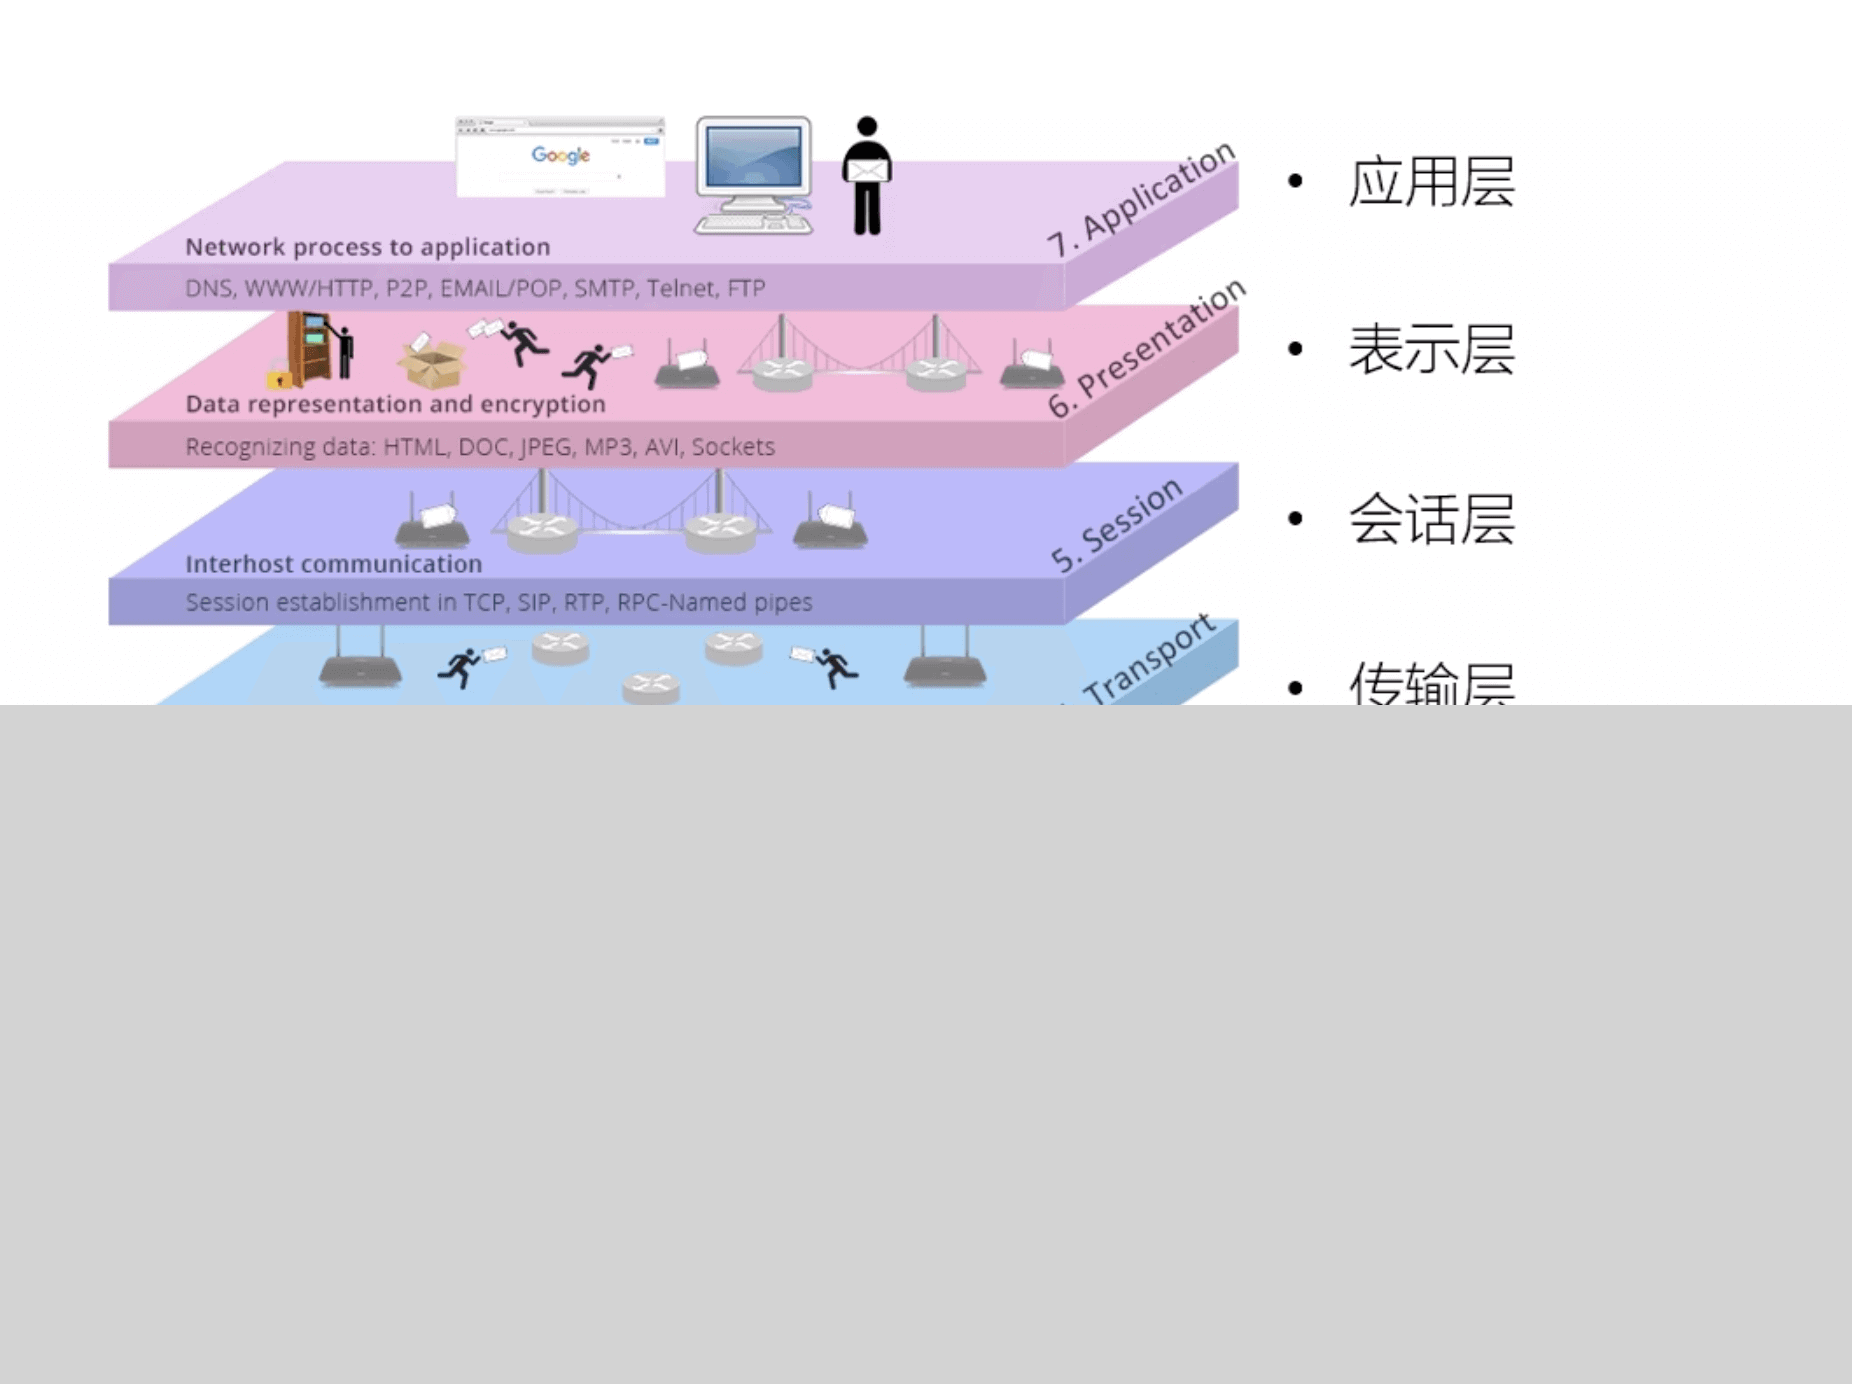 Google
7. Application
• 应用层
Network process to application
DNS, WWW/HTTP, P2P, EMAIL/POP, SMTP, Telnet, FTP
6. Presentation
• 表示层
Data representation and encryption
Recognizing data: HTML, DOC, JPEG, MP3, AVI, Sockets
5. Session
• 会话层
Interhost communication
Session establishment in TCP, SIP, RTP, RPC-Named pipes
Transport
• 传输层